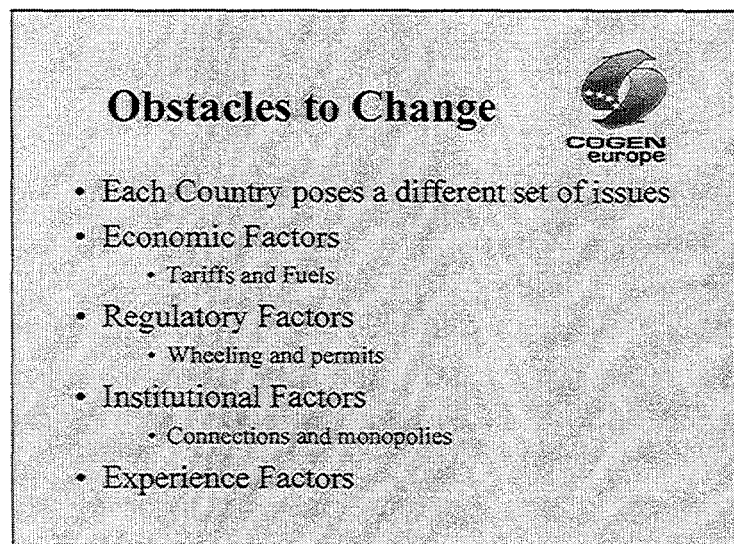 Obstacles to Change
COGEN
europe
• Each Country poses a different set of issues
• Economic Factors
• Tariffs and Fuels
• Regulatory Factors
• Wheeling and permits
• Institutional Factors
• Connections and monopolies
• Experience Factors